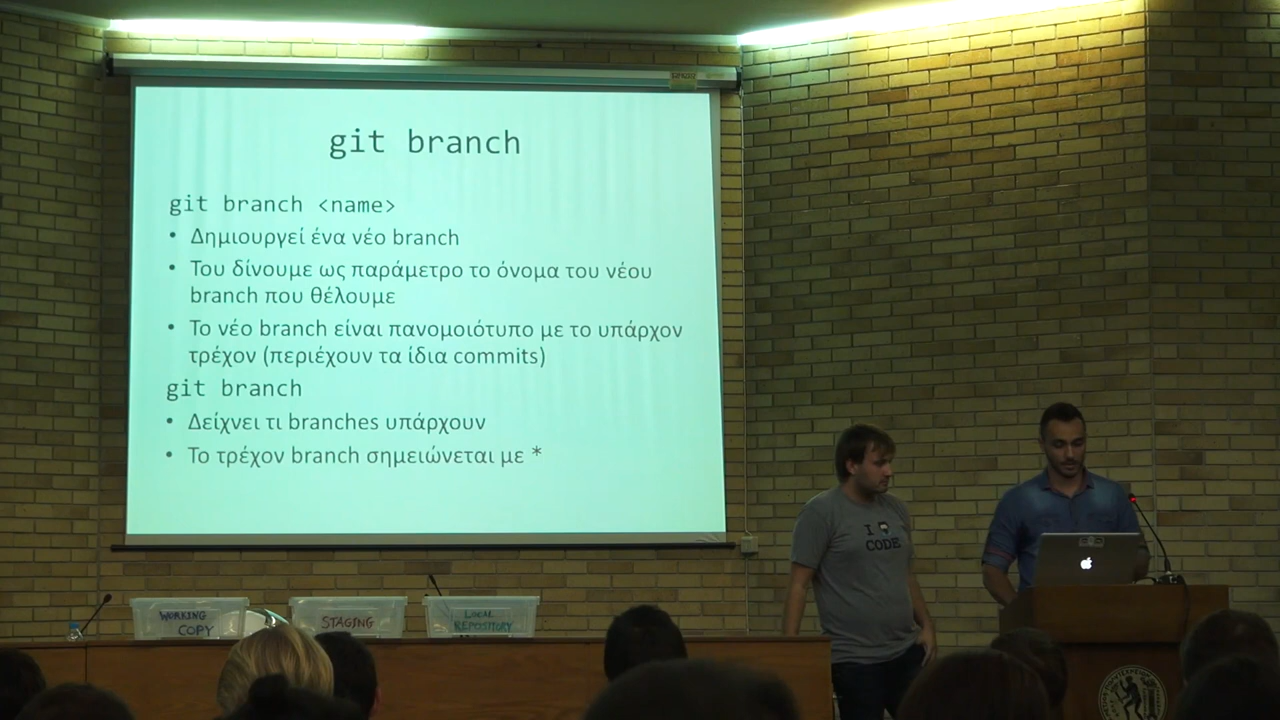 git branch
git branch <name>
• Δημιουργεί ένα νέο branch
• Του δίνουμε ως παράμετρο το όνομα του νέου
branch που θέλουμε
• Το νέο branch είναι πανομοιότυπο με το υπάρχον
τρέχον (περιέχουν τα ίδια commits)
git branch
• Δείχνει τι branches υπάρχουν
• Το τρέχον branch σημειώνεται με *
I
CODE
WORKING
COPY
STAGING
LOCAL
REPOSITORY